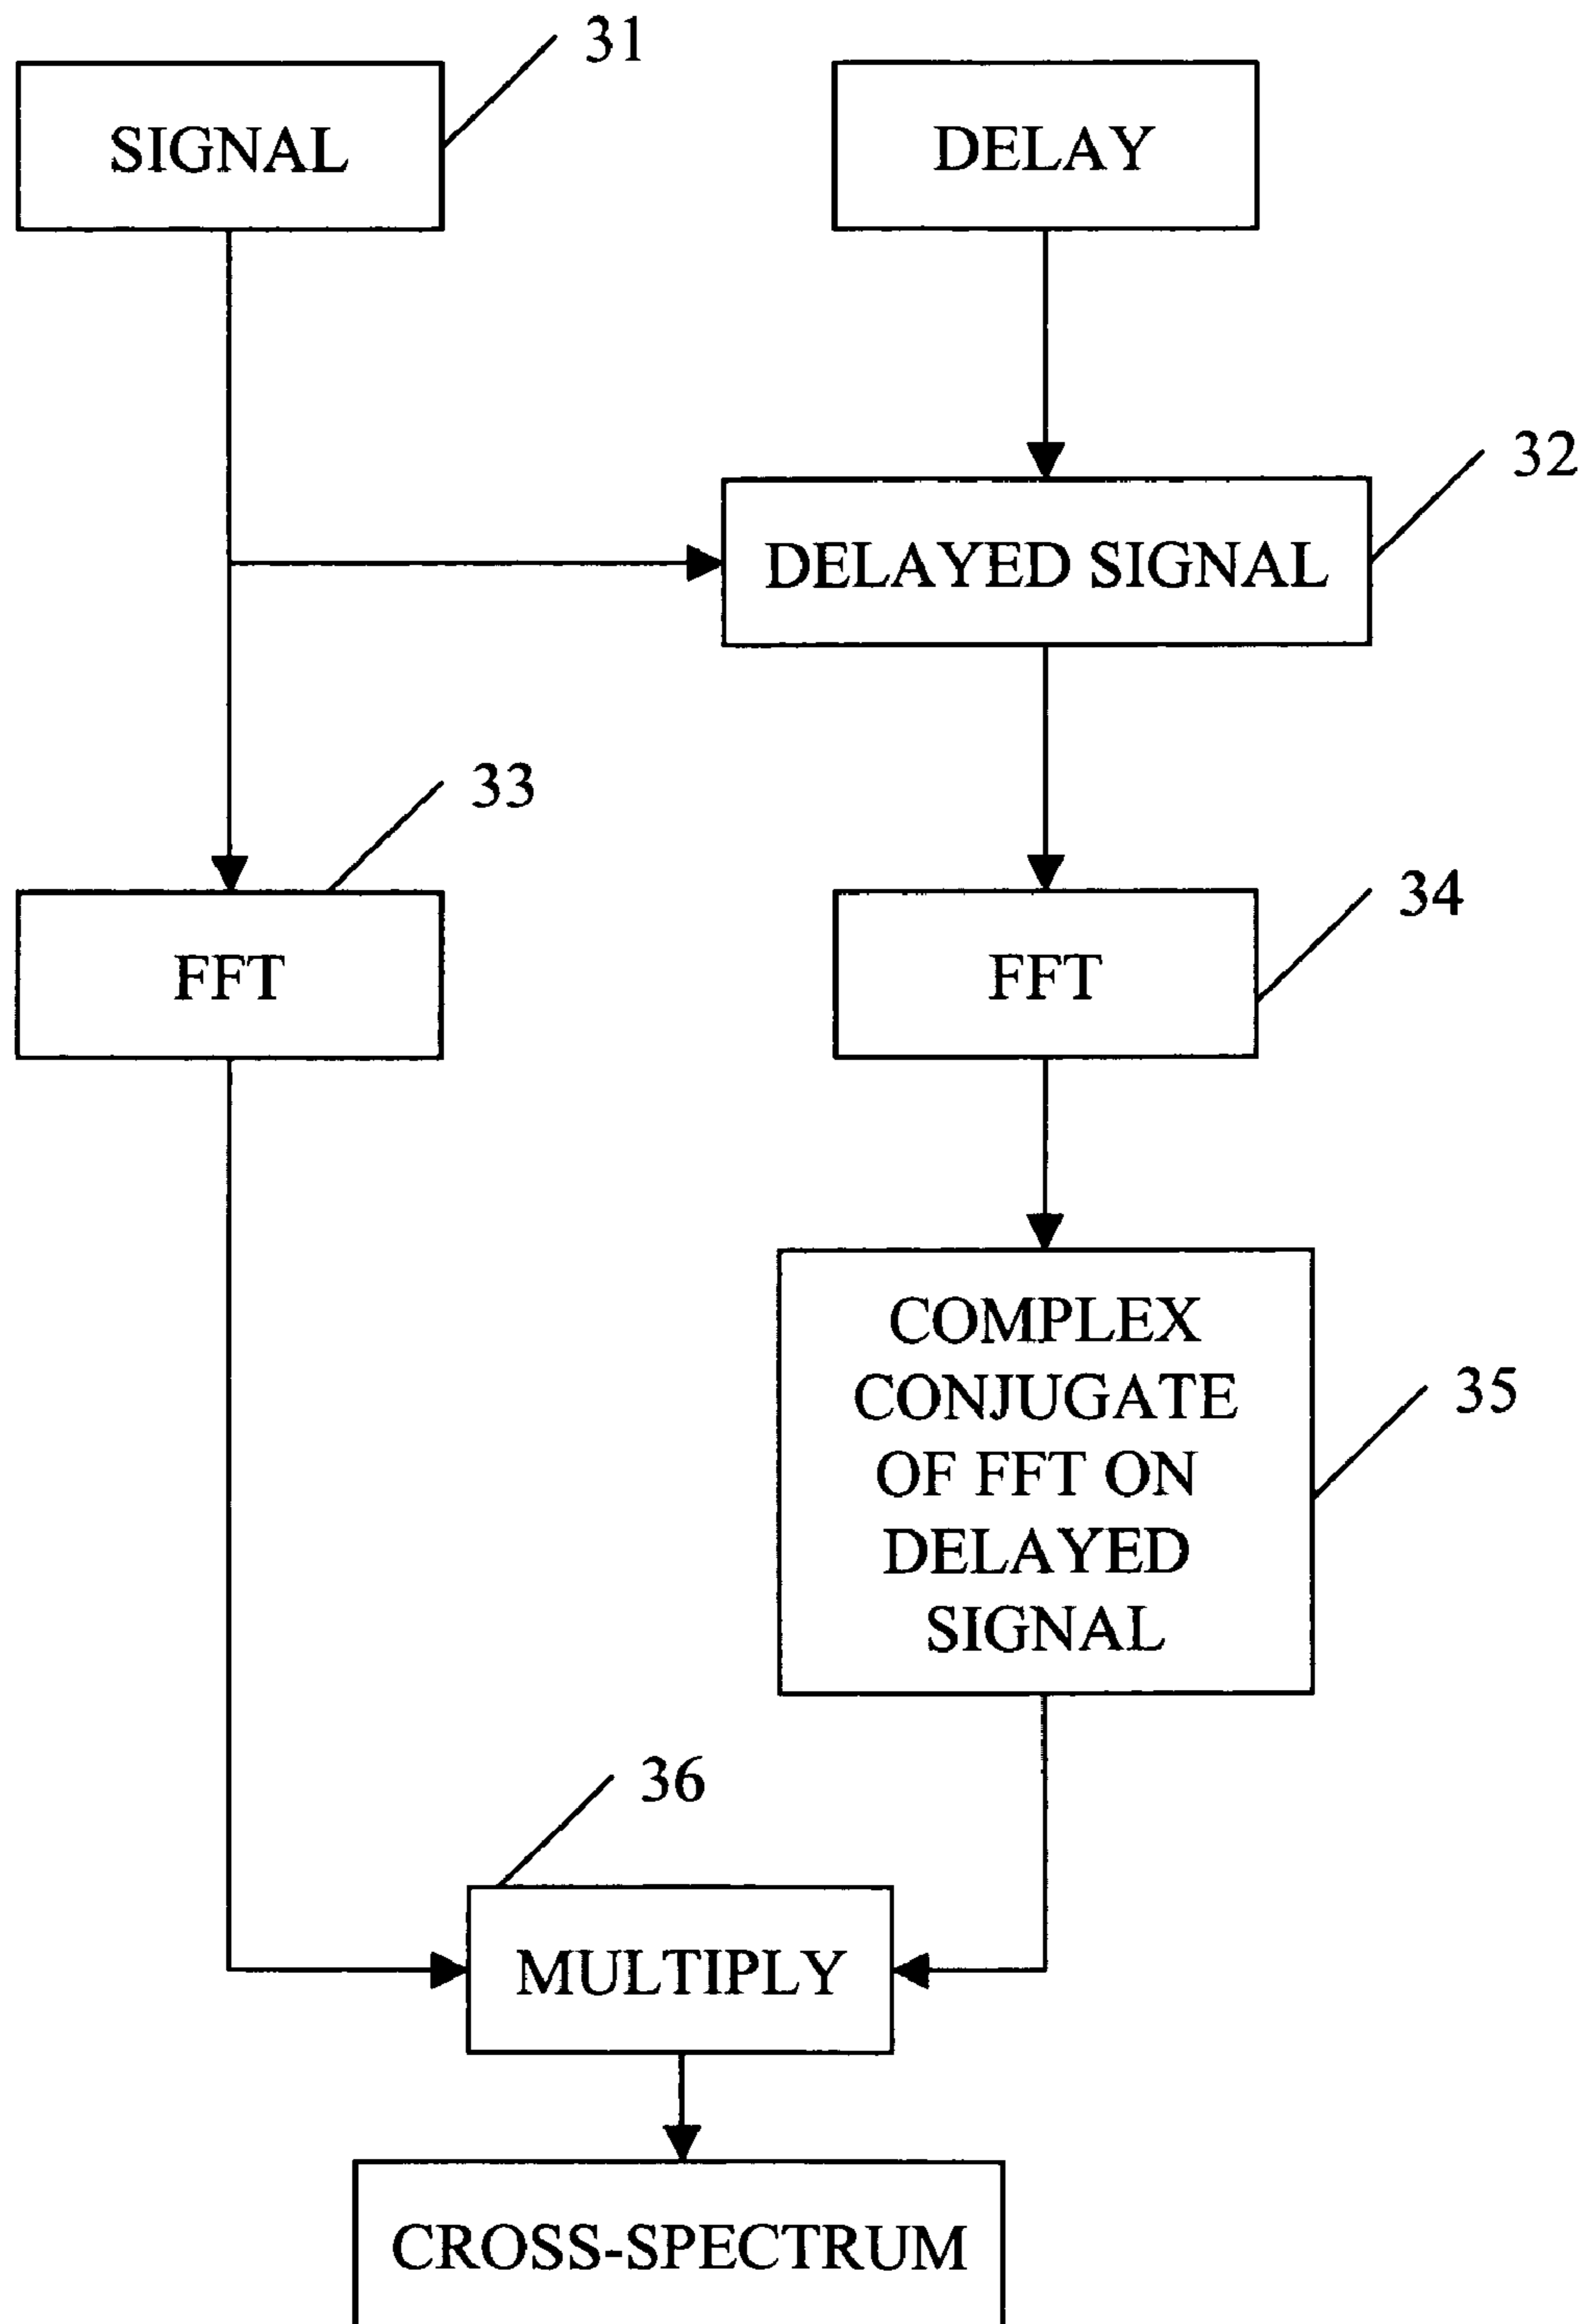 31
SIGNAL
DELAY
32
DELAYED SIGNAL
33
34
FFT
FFT
COMPLEX
CONJUGATE
OF FFT ON
DELAYED
SIGNAL
35
36
MULTIPLY
CROSS-SPECTRUM